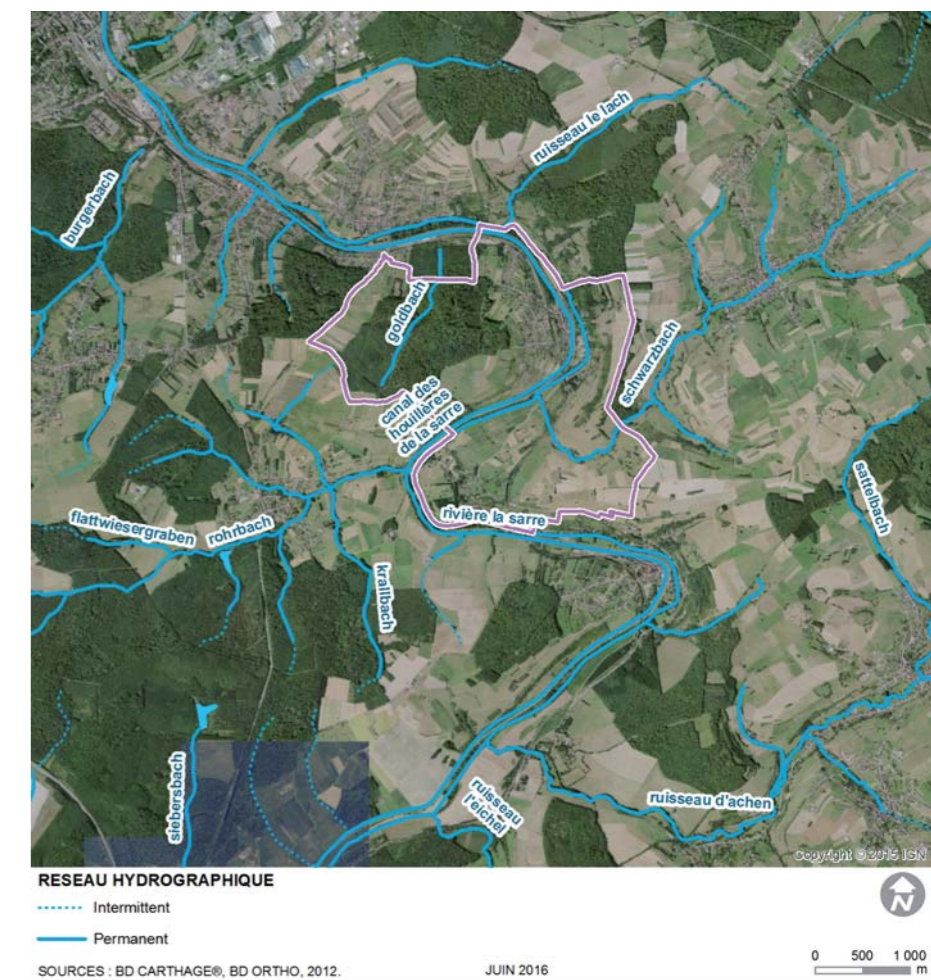 ruisseau le lach
burgerbach
goldbach
schwarzbach
canal des
houillères
de la sarre
sattelbach
rivière la sarre
flattwiesergraben
rohrbach
krallbach
siebersbach
ruisseau
l'eichel
ruisseau d'achen
Copyright © 2015 IGN
RESEAU HYDROGRAPHIQUE
N
Intermittent
Permanent
0 500 1 000
m
SOURCES : BD CARTHAGE®, BD ORTHO, 2012. JUIN 2016